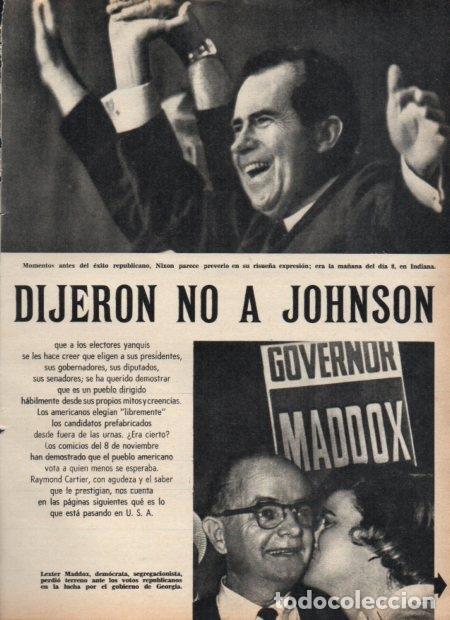 Momentos antes del éxito republicano, Nixon parece preverlo en su risueña expresión; era la mañana del día 8, en Indiana.
DIJERON NO A JOHNSON
que a los electores yanquis
se les hace creer que eligen a sus presidentes,
sus gobernadores, sus diputados,
sus senadores; se ha querido demostrar
que es un pueblo dirigido
hábilmente desde sus propios mitos y creencias.
Los americanos elegían "libremente"
los candidatos prefabricados
desde fuera de las urnas. ¿Era cierto?
Los comicios del 8 de noviembre
han demostrado que el pueblo americano
vota a quien menos se esperaba.
Raymond Cartier, con agudeza y el saber
que le prestigian, nos cuenta
en las páginas siguientes qué es lo
que está pasando en U. S. A.
GOVERNOR
MADDOX
Lexter Maddox, demócrata, segregacionista,
perdió terreno ante los votos republicanos
en la lucha por el gobierno de Georgia.
todocoleccion